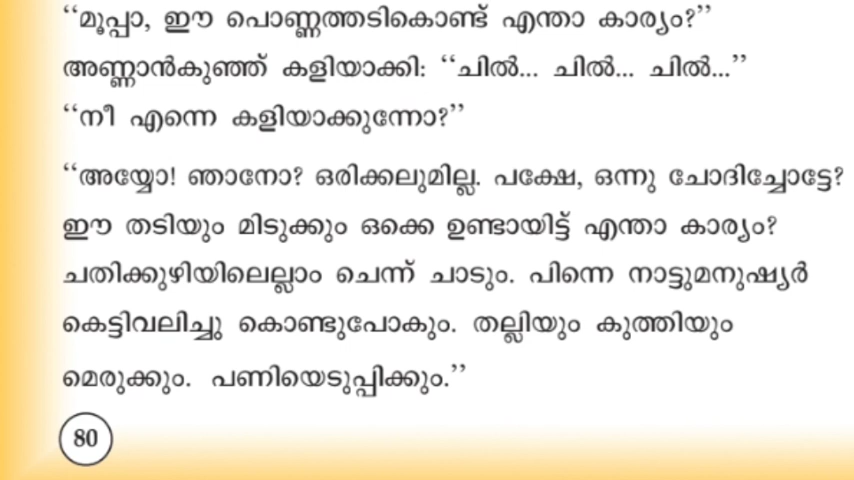 “മൂപ്പാ, ഈ പൊണ്ണത്തടികൊണ്ട് എന്താ കാര്യം?”
അണ്ണാൻകുഞ്ഞ് കളിയാക്കി: “ചിൽ... ചിൽ... ചിൽ...”
“നീ എന്നെ കളിയാക്കുന്നോ?”
“അയ്യോ! ഞാനോ? ഒരിക്കലുമില്ല. പക്ഷേ, ഒന്നു ചോദിച്ചോട്ടേ?
ഈ തടിയും മിടുക്കും ഒക്കെ ഉണ്ടായിട്ട് എന്താ കാര്യം?
ചതിക്കുഴിയിലെല്ലാം ചെന്ന് ചാടും. പിന്നെ നാട്ടുമനുഷ്യർ
കെട്ടിവലിച്ചു കൊണ്ടുപോകും. തല്ലിയും കുത്തിയും
മെരുക്കും. പണിയെടുപ്പിക്കും.”
80